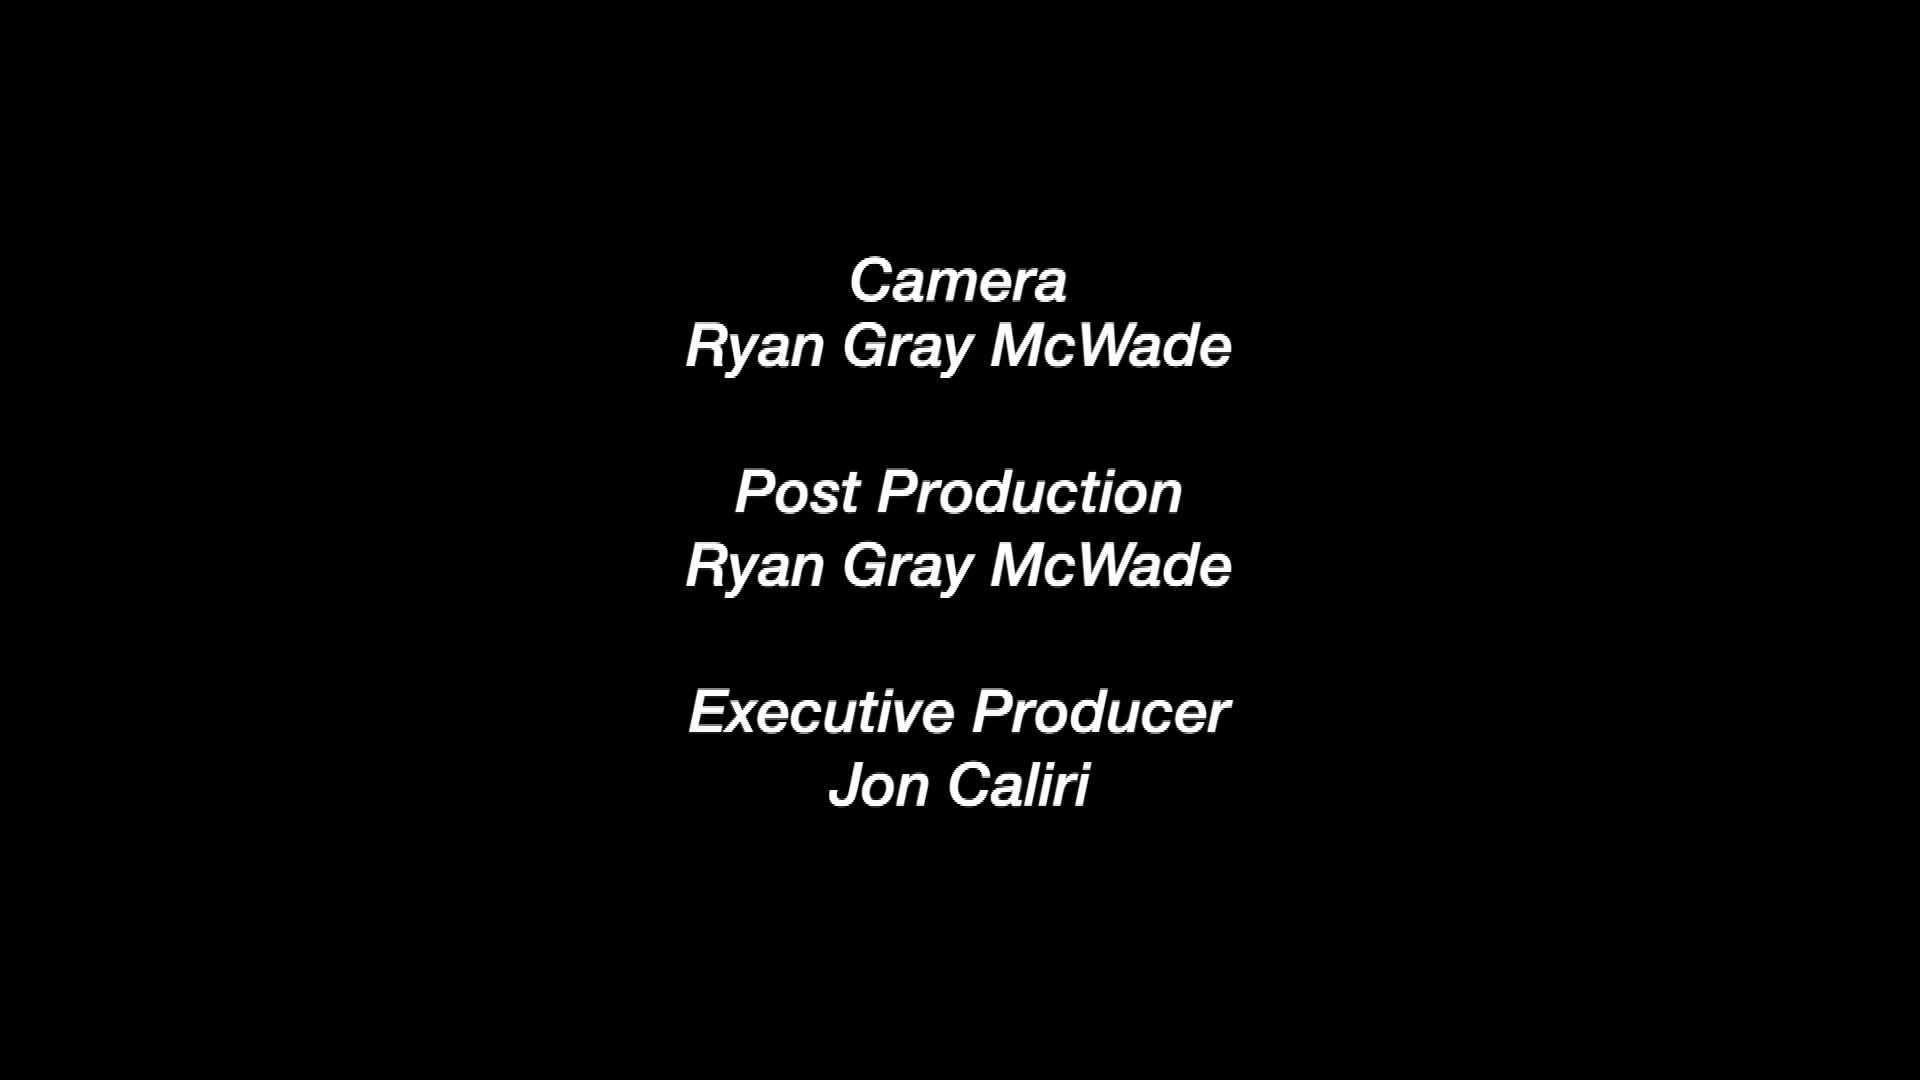 Camera
Ryan Gray McWade
Post Production
Ryan Gray McWade
Executive Producer
Jon Caliri